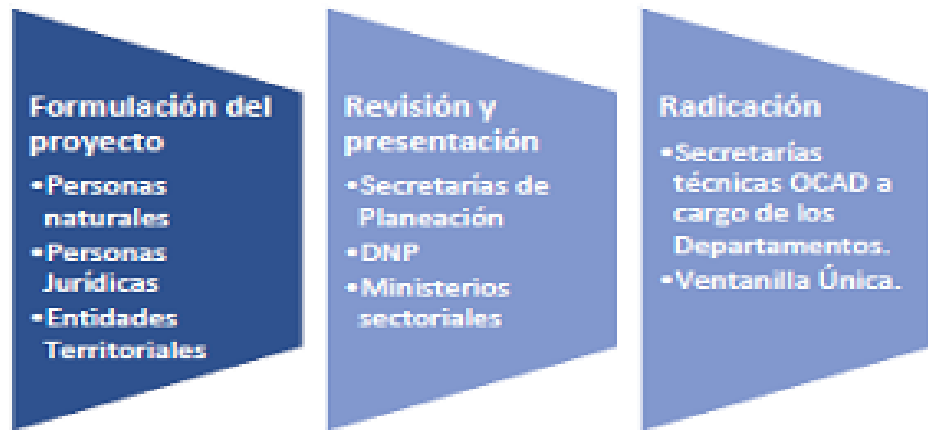 Formulación del
proyecto
•Personas
naturales
•Personas
Jurídicas
•Entidades
Territoriales
Revisión y
presentación
•Secretarías de
Planeación
•DNP
•Ministerios
sectoriales
Radicación
•Secretarías
técnicas OCAD a
cargo de los
Departamentos.
•Ventanilla Única.